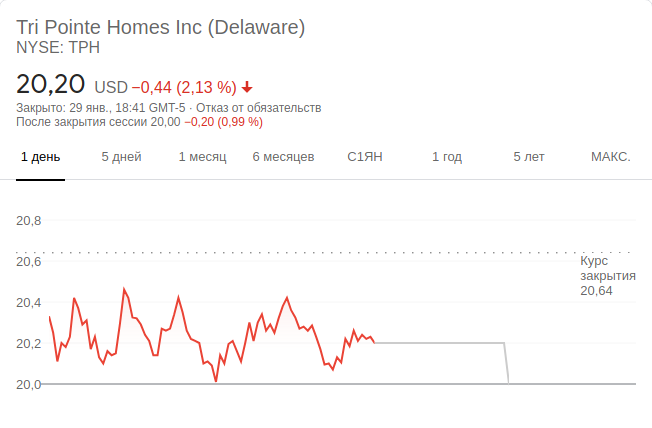 Tri Pointe Homes Inc (Delaware)
NYSE: TPH
20,20 USD −0,44 (2,13 %)
Закрыто: 29 янв., 18:41 GMT-5 · Отказ от обязательств
После закрытия сессии 20,00 −0,20 (0,99 %)
1 день 5 дней 1 месяц 6 месяцев С1ЯН 1 год 5 лет МАКС.
20,8
20,6
Курс
закрытия
20,64
20,4
20,2
20,0